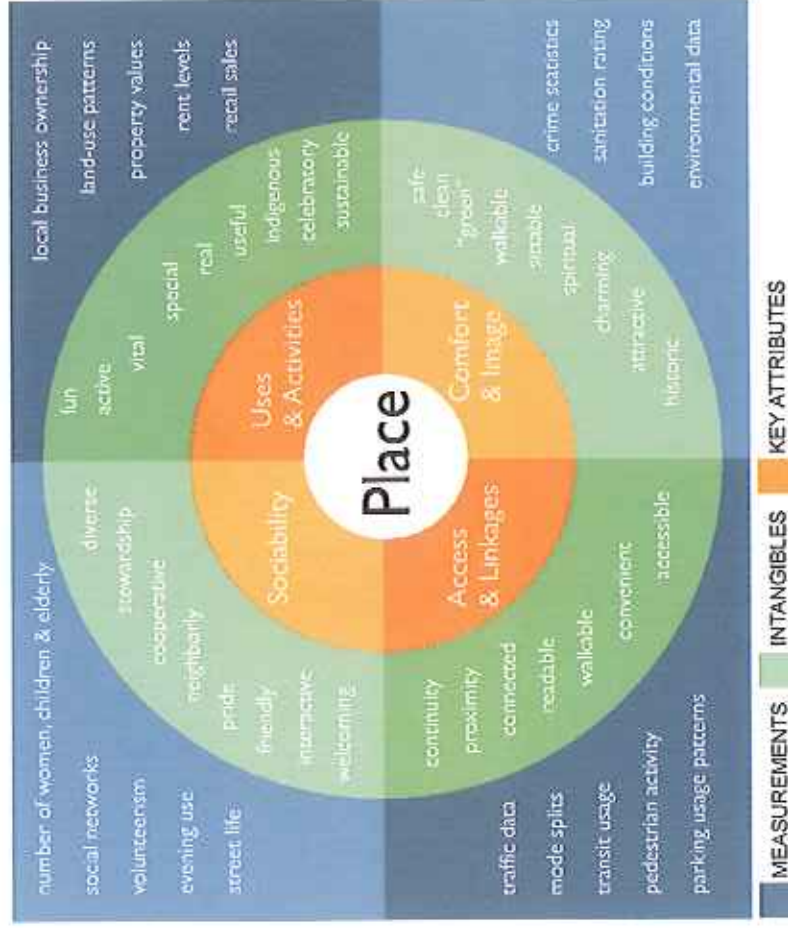 number of women, children & elderly
social networks
volunteerism
evening use
street life
diverse
stewardship
cooperative
neighborly
pride
friendly
interactive
welcoming
Sociability
local business ownership
land-use patterns
property values
rent levels
retail sales
fun
active
vital
special
real
useful
indigenous
celebratory
sustainable
Uses
& Activities
Place
Access
& Linkages
continuity
proximity
connected
readable
walkable
convenient
accessible
traffic data
mode splits
transit usage
pedestrian activity
parking usage patterns
Comfort
& Image
safe
clean
"green"
walkable
sittable
spiritual
charming
attractive
historic
crime statistics
sanitation rating
building conditions
environmental data
MEASUREMENTS
INTANGIBLES
KEY ATTRIBUTES